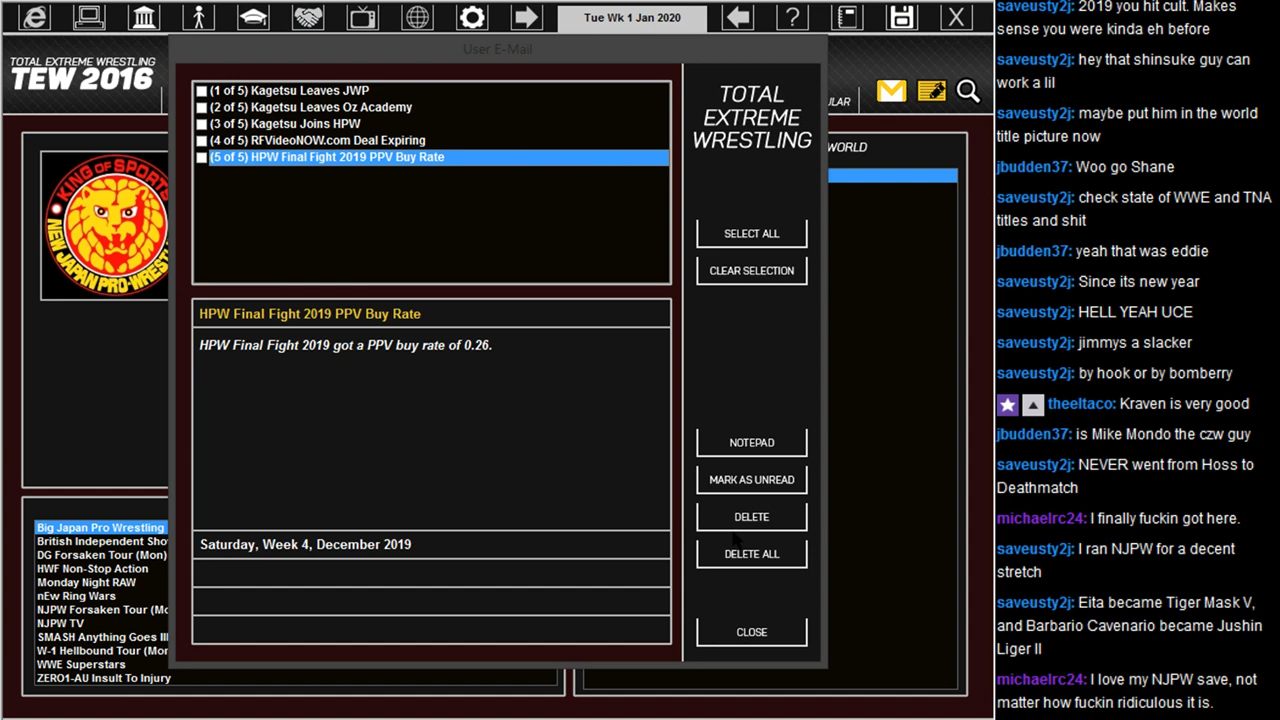 Tue Wk 1 Jan 2020
?
X
User E-Mail
TOTAL EXTREME WRESTLING
TEW 2016
ULAR
WORLD
KING OF SPORTS
NEW JAPAN PRO-WREST
(1 of 5) Kagetsu Leaves JWP
(2 of 5) Kagetsu Leaves Oz Academy
(3 of 5) Kagetsu Joins HPW
(4 of 5) RFVideoNOW.com Deal Expiring
(5 of 5) HPW Final Fight 2019 PPV Buy Rate
HPW Final Fight 2019 PPV Buy Rate
HPW Final Fight 2019 got a PPV buy rate of 0.26.
Saturday, Week 4, December 2019
TOTAL
EXTREME
WRESTLING
SELECT ALL
CLEAR SELECTION
NOTEPAD
MARK AS UNREAD
DELETE
DELETE ALL
CLOSE
Big Japan Pro Wrestling
British Independent Sho
DG Forsaken Tour (Mon)
HWF Non-Stop Action
Monday Night RAW
nEw Ring Wars
NJPW Forsaken Tour (Mo
NJPW TV
SMASH Anything Goes III
W-1 Hellbound Tour (Mon
WWE Superstars
ZERO1-AU Insult To Injury
saveusty2j: 2019 you hit cult. Makes
sense you were kinda eh before
saveusty2j: hey that shinsuke guy can
work a lil
saveusty2j: maybe put him in the world
title picture now
jbudden37: Woo go Shane
saveusty2j: check state of WWE and TNA
titles and shit
jbudden37: yeah that was eddie
saveusty2j: Since its new year
saveusty2j: HELL YEAH UCE
saveusty2j: jimmys a slacker
saveusty2j: by hook or by bomberry
theeltaco: Kraven is very good
jbudden37: is Mike Mondo the czw guy
saveusty2j: NEVER went from Hoss to
Deathmatch
michaelrc24: I finally fuckin got here.
saveusty2j: I ran NJPW for a decent
stretch
saveusty2j: Eita became Tiger Mask V,
and Barbario Cavenario became Jushin
Liger II
michaelrc24: I love my NJPW save, not
matter how fuckin ridiculous it is.